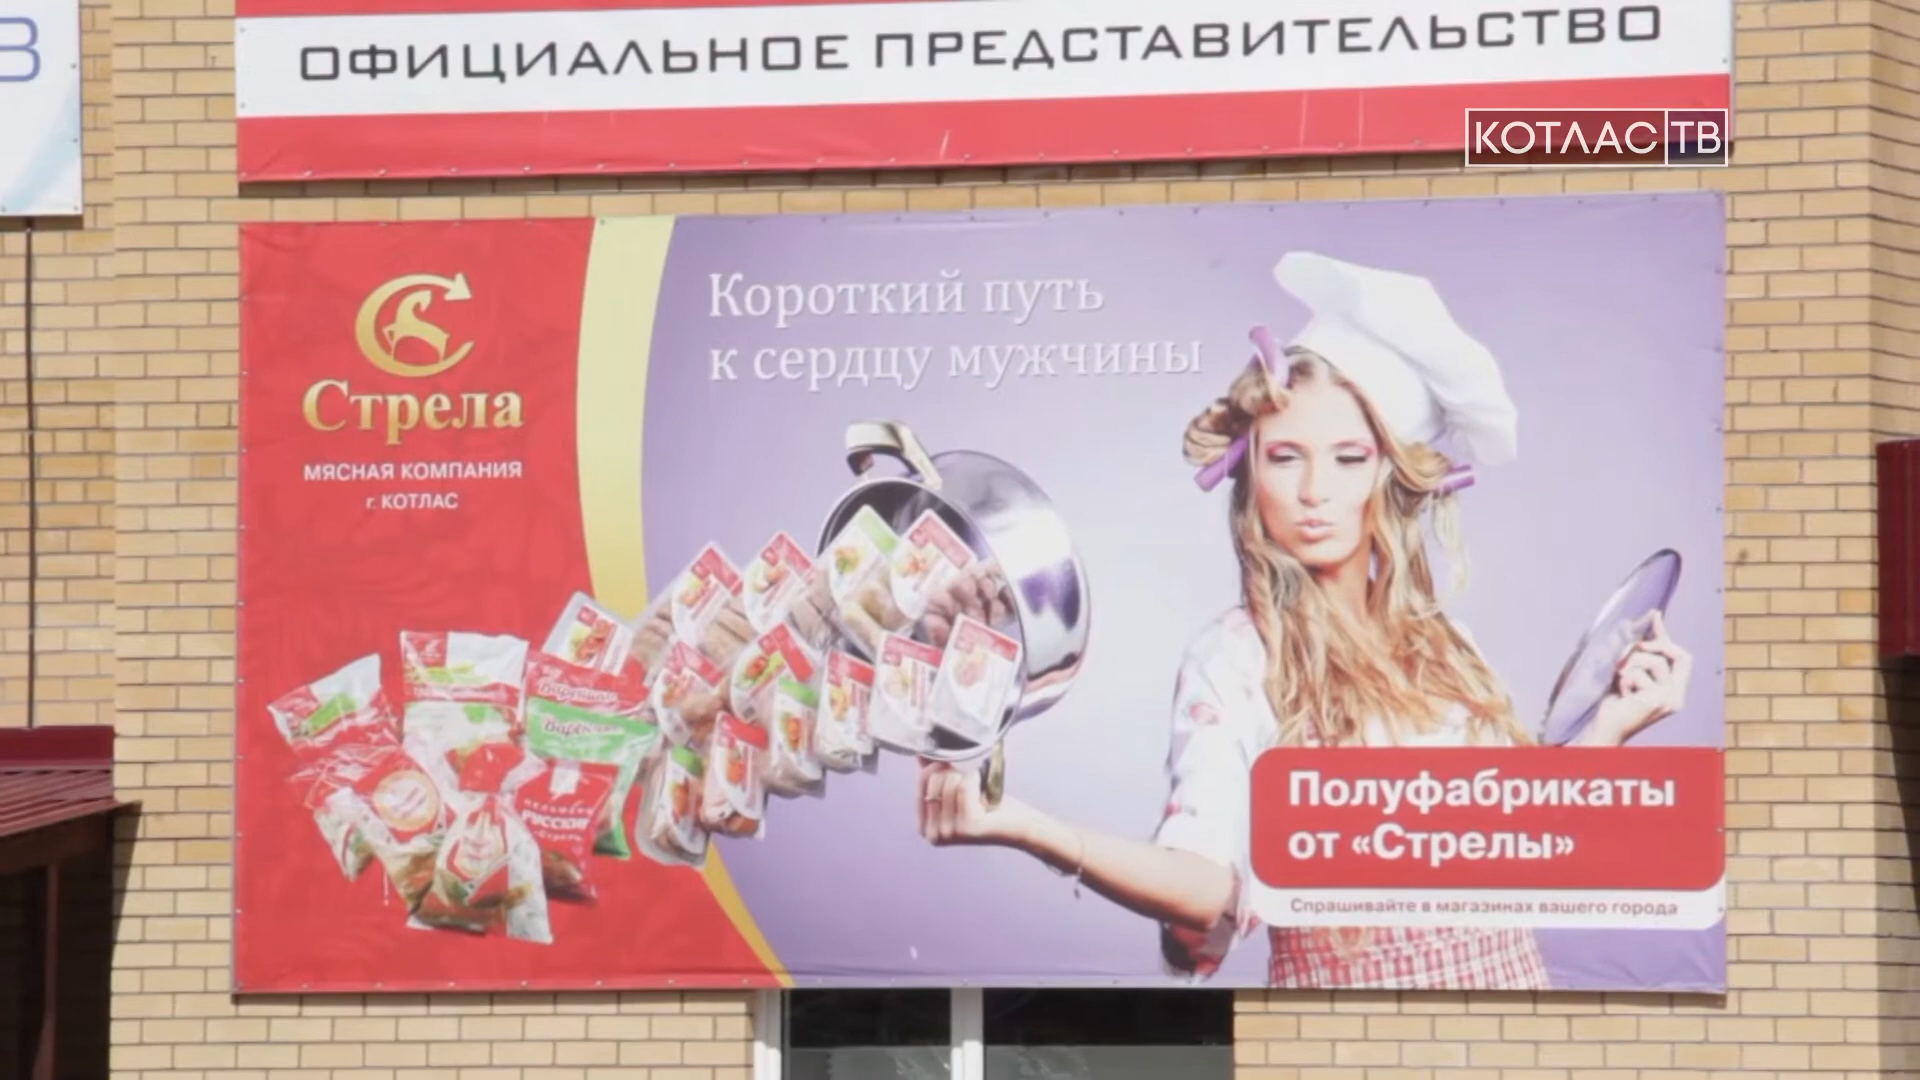 В
ОФИЦИАЛЬНОЕ ПРЕДСТАВИТЕЛЬСТВО
КОТЛАС ТВ
Короткий путь
к сердцу мужчины
Стрела
МЯСНАЯ КОМПАНИЯ
г. КОТЛАС
РУССКИЕ
Полуфабрикаты
от «Стрелы»
Спрашивайте в магазинах вашего города